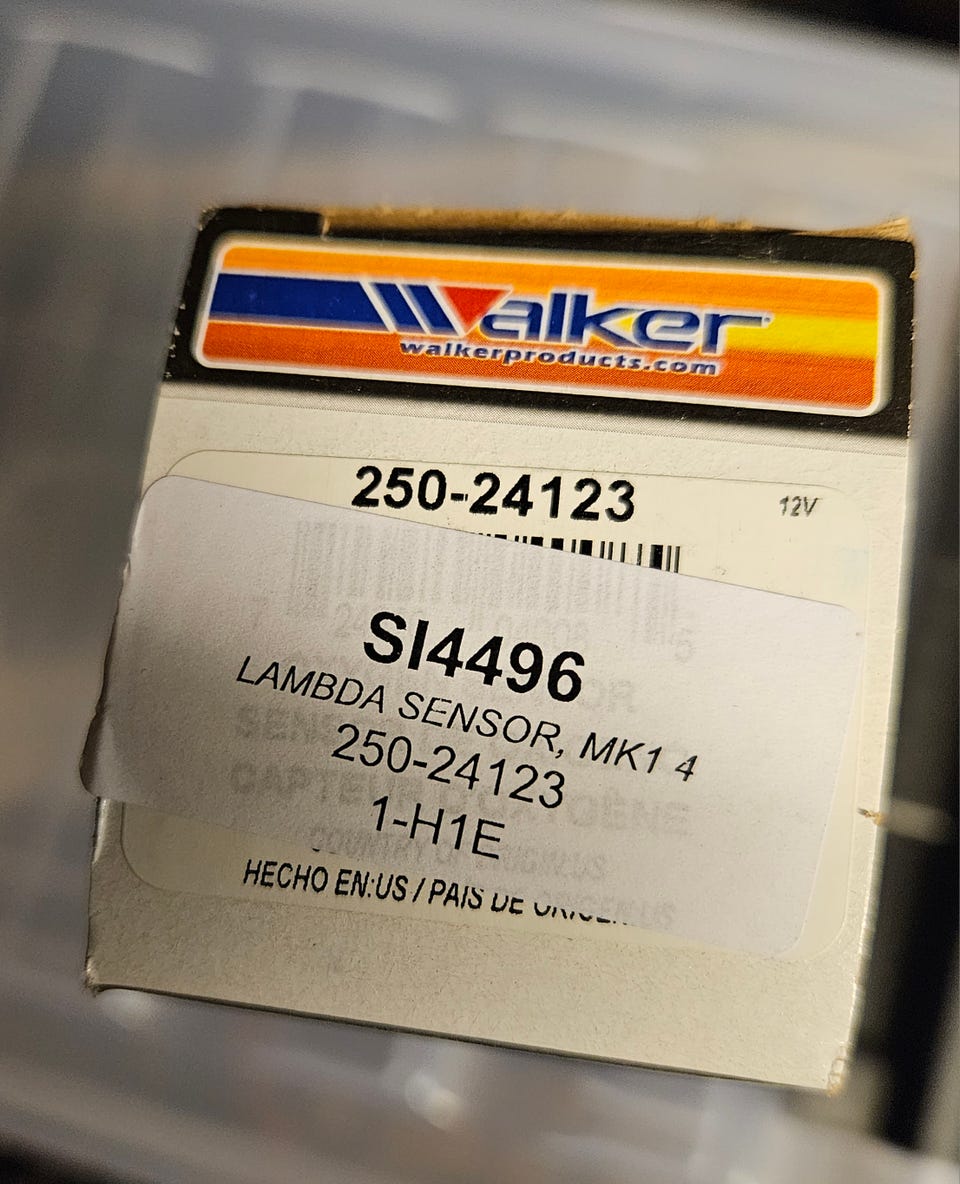 Walker
walkerproducts.com
250-24123 12V
SI4496
LAMBDA SENSOR, MK1 4
250-24123
1-H1E
HECHO EN:US / PAIS DE